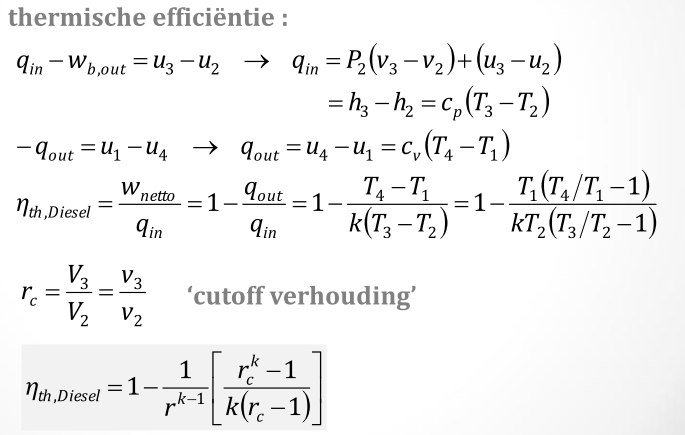 thermische efficiëntie :
q_in − w_b,out = u_3 − u_2 → q_in = P_2(v_3 − v_2) + (u_3 − u_2)
= h_3 − h_2 = c_p(T_3 − T_2)
−q_out = u_1 − u_4 → q_out = u_4 − u_1 = c_v(T_4 − T_1)
η_th,Diesel = w_netto/q_in = 1 − q_out/q_in = 1 − (T_4 − T_1)/(k(T_3 − T_2)) = 1 − T_1(T_4/T_1 − 1)/(kT_2(T_3/T_2 − 1))
r_c = V_3/V_2 = v_3/v_2 ‘cutoff verhouding’
η_th,Diesel = 1 − 1/r^(k−1) [(r_c^k − 1)/(k(r_c − 1))]